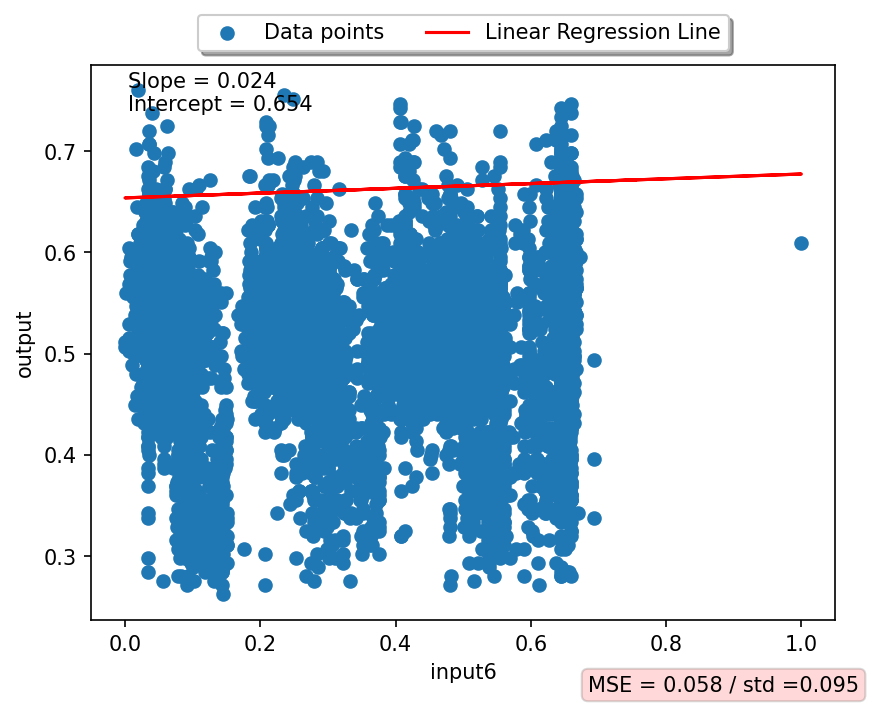 Data points
Linear Regression Line
Slope = 0.024
Intercept = 0.654
0.7
0.6
0.5
0.4
0.3
output
0.0 0.2 0.4 0.6 0.8 1.0
input6
MSE = 0.058 / std =0.095